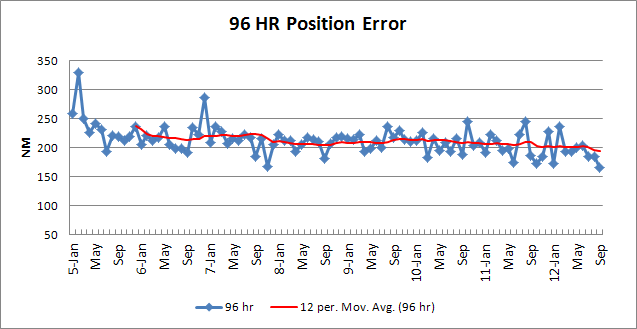 96 HR Position Error
350
300
250
200
150
100
50
NM
5-Jan May Sep 6-Jan May Sep 7-Jan May Sep 8-Jan May Sep 9-Jan May Sep 10-Jan May Sep 11-Jan May Sep 12-Jan May Sep
96 hr 12 per. Mov. Avg. (96 hr)